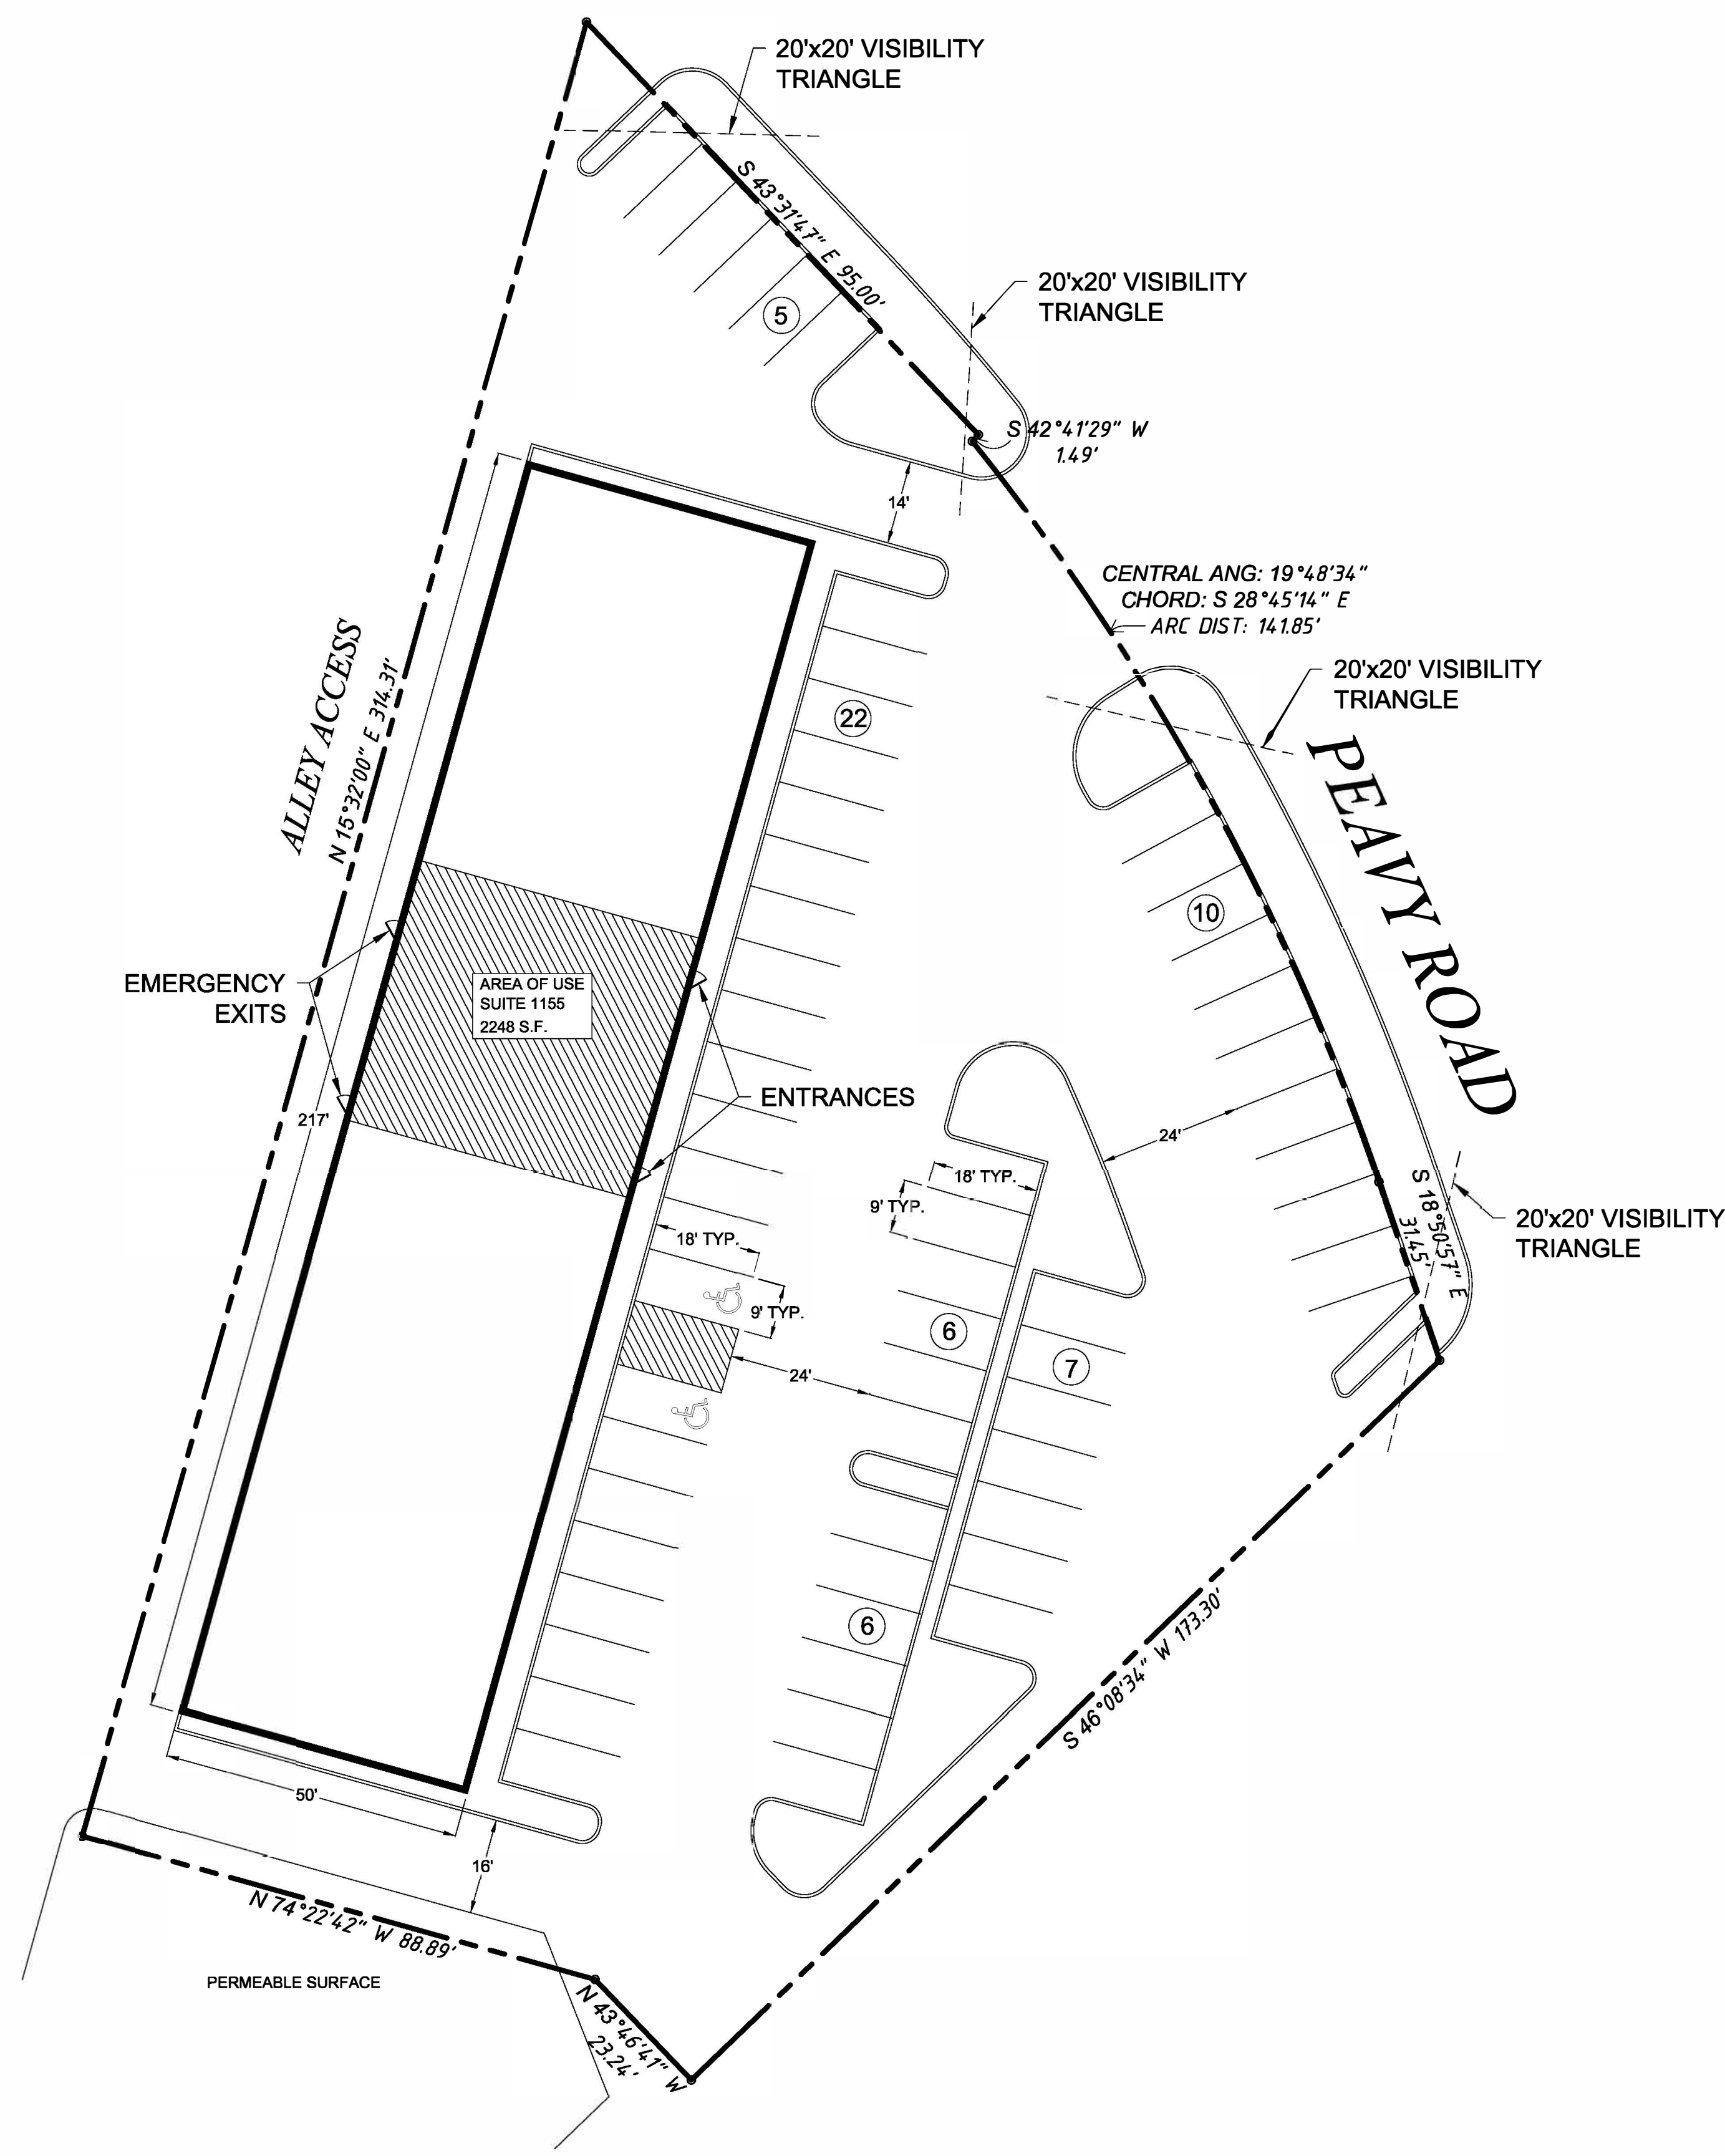 20'x20' VISIBILITY
TRIANGLE
S 43°31'47" E 95.00'
20'x20' VISIBILITY
TRIANGLE
5
S 42°41'29" W
1.49'
14'
CENTRAL ANG: 19°48'34"
CHORD: S 28°45'14" E
ARC DIST: 141.85'
20'x20' VISIBILITY
TRIANGLE
ALLEY ACCESS
N 15°32'00" E 314.31'
22
PEAVY ROAD
10
EMERGENCY
EXITS
AREA OF USE
SUITE 1155
2248 S.F.
ENTRANCES
217'
24'
18' TYP.
9' TYP.
S 18°50'57" E
31.45'
20'x20' VISIBILITY
TRIANGLE
18' TYP.
9' TYP.
6
7
24'
6
S 46°08'34" W 173.30'
50'
16'
N 74°22'42" W 88.89'
PERMEABLE SURFACE
N 43°46'41" W
23.24'